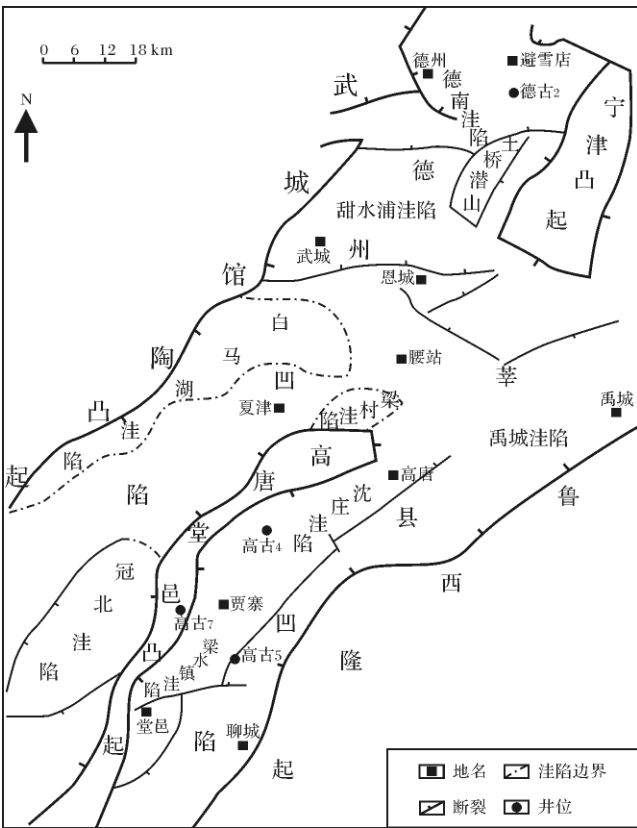 0 6 12 18 km
N
德州
避雪店
德古2
德南洼陷
土桥潜山
宁津凸起
武城馆陶凸起
德州凹陷
甜水浦洼陷
武城
恩城
白马湖洼陷
腰站
莘县凹陷
夏津
梁村洼陷
禹城
禹城洼陷
高唐堂邑凸起
高唐
沈庄洼陷
鲁西隆起
高古4
冠北洼陷
高古7
贾寨
梁水镇洼陷
高古5
堂邑
聊城
地名
洼陷边界
断裂
井位